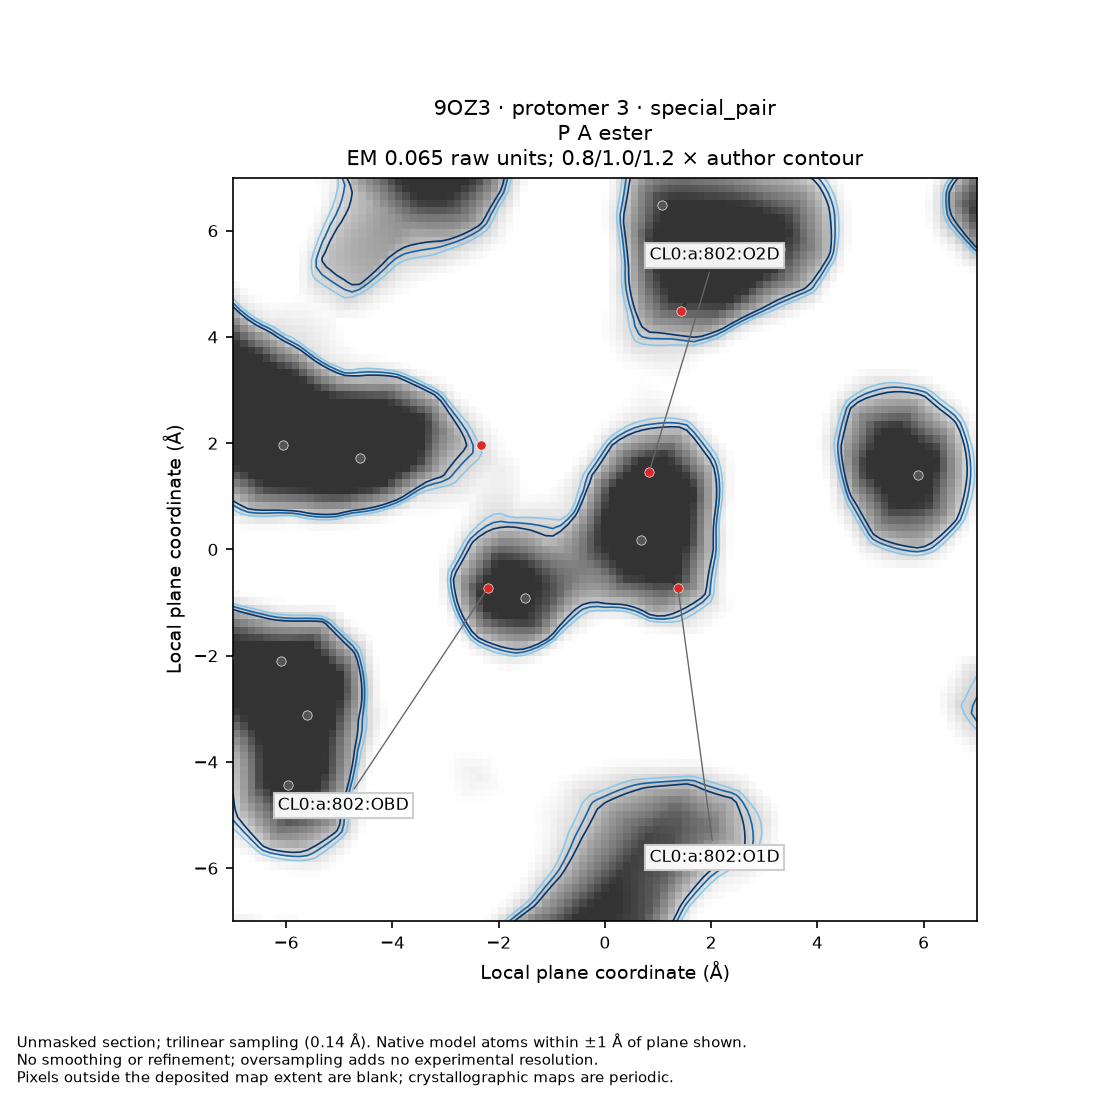 9OZ3 · protomer 3 · special_pair
P A ester
EM 0.065 raw units; 0.8/1.0/1.2 × author contour
6
4
2
0
−2
−4
−6
Local plane coordinate (Å)
CL0:a:802:O2D
CL0:a:802:OBD
CL0:a:802:O1D
−6 −4 −2 0 2 4 6
Local plane coordinate (Å)
Unmasked section; trilinear sampling (0.14 Å). Native model atoms within ±1 Å of plane shown.
No smoothing or refinement; oversampling adds no experimental resolution.
Pixels outside the deposited map extent are blank; crystallographic maps are periodic.